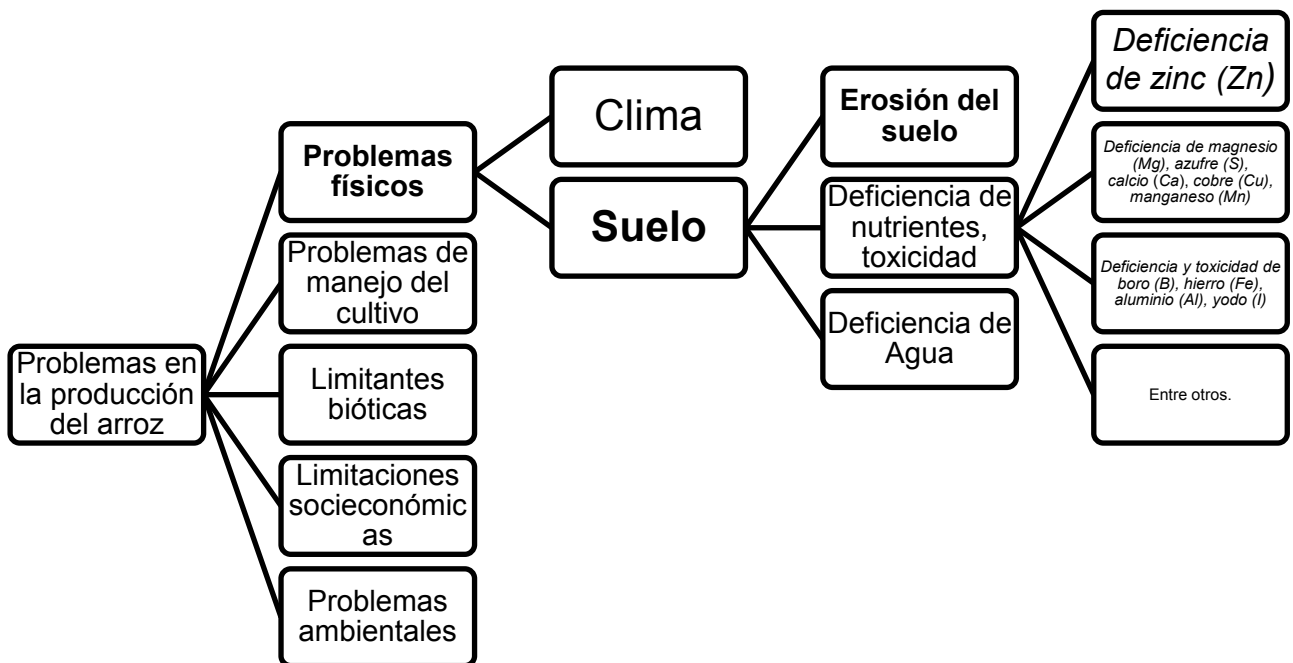 Problemas en
la producción
del arroz
Problemas
físicos
Problemas de
manejo del
cultivo
Limitantes
bióticas
Limitaciones
socieconómic
as
Problemas
ambientales
Clima
Suelo
Erosión del
suelo
Deficiencia de
nutrientes,
toxicidad
Deficiencia de
Agua
Deficiencia
de zinc (Zn)
Deficiencia de magnesio
(Mg), azufre (S),
calcio (Ca), cobre (Cu),
manganeso (Mn)
Deficiencia y toxicidad de
boro (B), hierro (Fe),
aluminio (Al), yodo (I)
Entre otros.